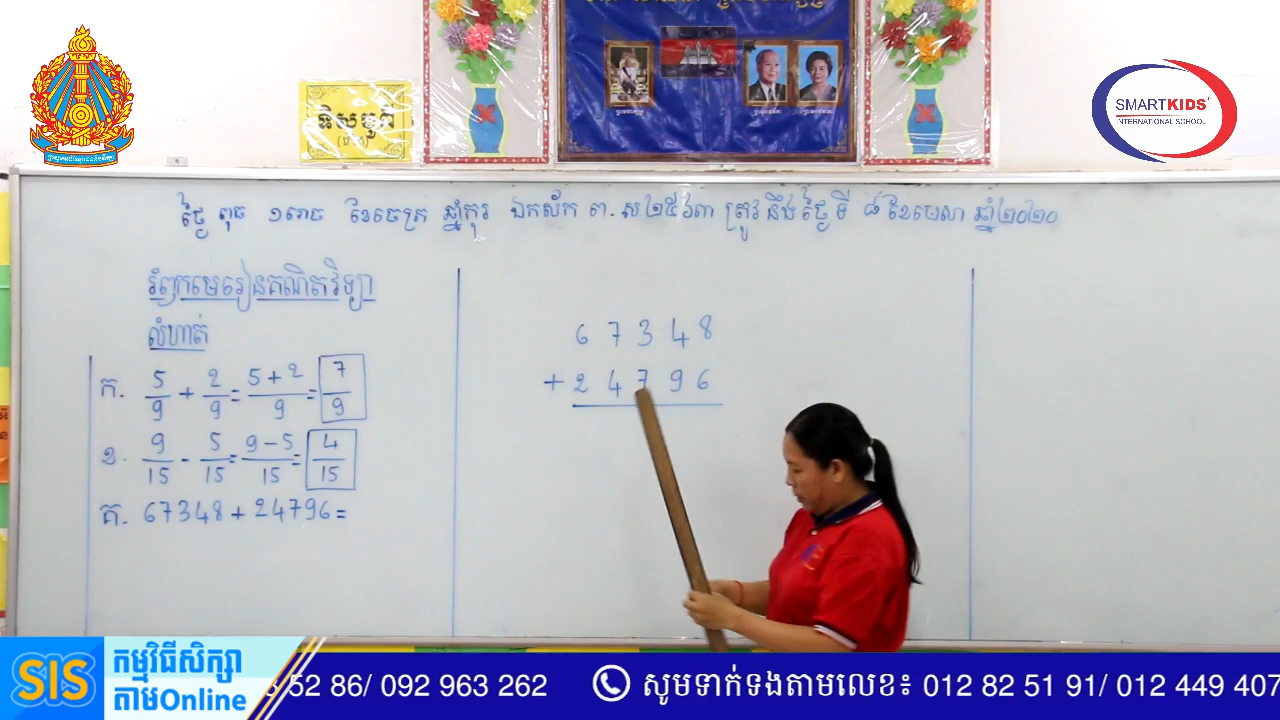 ទិសបូព៌
(កើត)
SMARTKIDS
INTERNATIONAL SCHOOL
ថ្ងៃ ពុធ ១រោច ខែចេត្រ ឆ្នាំកុរ ឯកស័ក ព.ស ២៥៦៣ ត្រូវនឹងថ្ងៃទី ៨ ខែមេសា ឆ្នាំ២០២០
រំឭកមេរៀនគណិតវិទ្យា
លំហាត់
ក. 5/9 + 2/9 = 5+2/9 = 7/9
ខ. 9/15 - 5/15 = 9-5/15 = 4/15
គ. 67348 + 24796 =
67348
+ 24796
SIS
កម្មវិធីសិក្សា
តាមOnline
52 86/ 092 963 262 សូមទាក់ទងតាមលេខ៖ 012 82 51 91/ 012 449 407